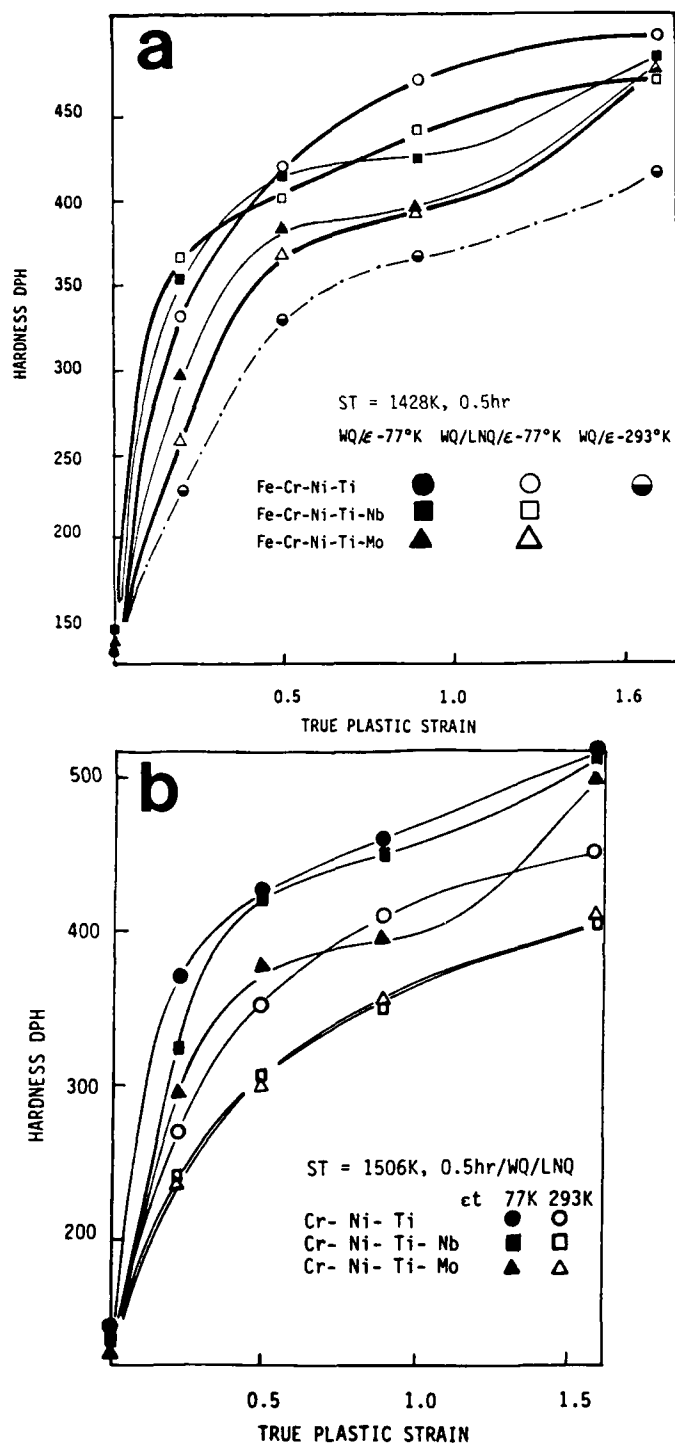 a
450
400
350
300
250
200
150
HARDNESS DPH
ST = 1428K, 0.5hr
WQ/ε-77°K WQ/LNQ/ε-77°K WQ/ε-293°K
Fe-Cr-Ni-Ti
Fe-Cr-Ni-Ti-Nb
Fe-Cr-Ni-Ti-Mo
0.5 1.0 1.6
TRUE PLASTIC STRAIN
b
500
400
300
200
HARDNESS DPH
ST = 1506K, 0.5hr/WQ/LNQ
εt 77K 293K
Cr- Ni- Ti
Cr- Ni- Ti- Nb
Cr- Ni- Ti- Mo
0.5 1.0 1.5
TRUE PLASTIC STRAIN